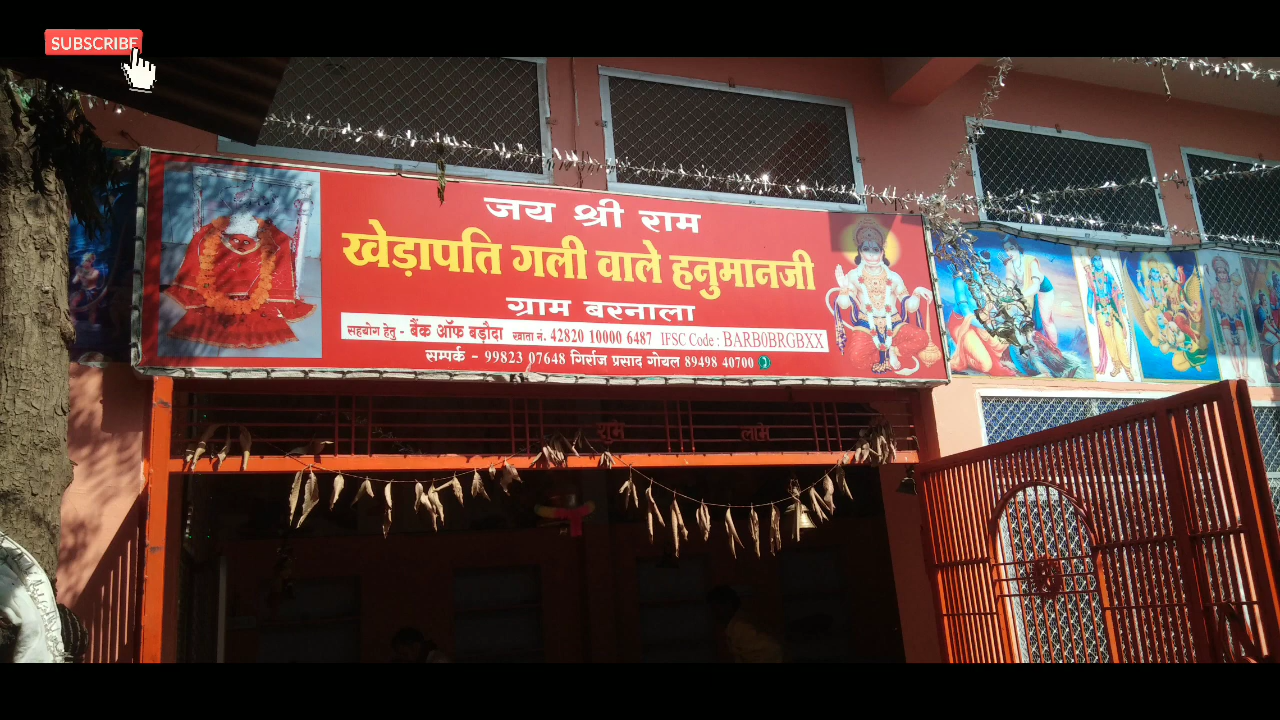 SUBSCRIBE
जय श्री राम
खेड़ापति गली वाले हनुमानजी
ग्राम बरनाला
सहयोग हेतु - बैंक ऑफ बड़ौदा खाता नं. 42820 10000 6487 IFSC Code : BARB0BRGBXX
सम्पर्क - 99823 07648 गिर्राज प्रसाद गोयल 89498 40700
शुभ लाभ